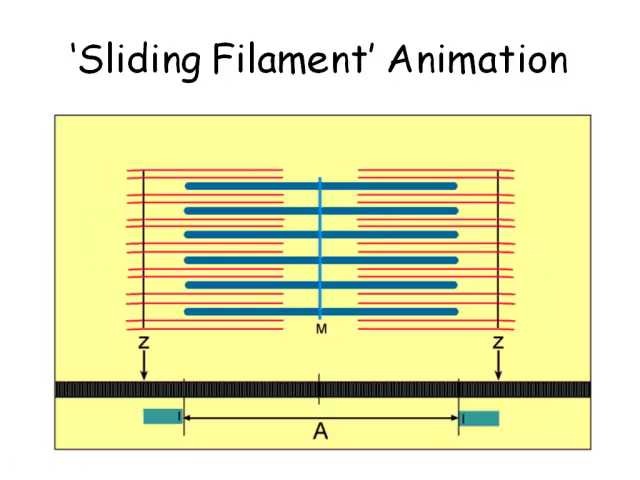 ‘Sliding Filament’ Animation
M
Z Z
I I
A